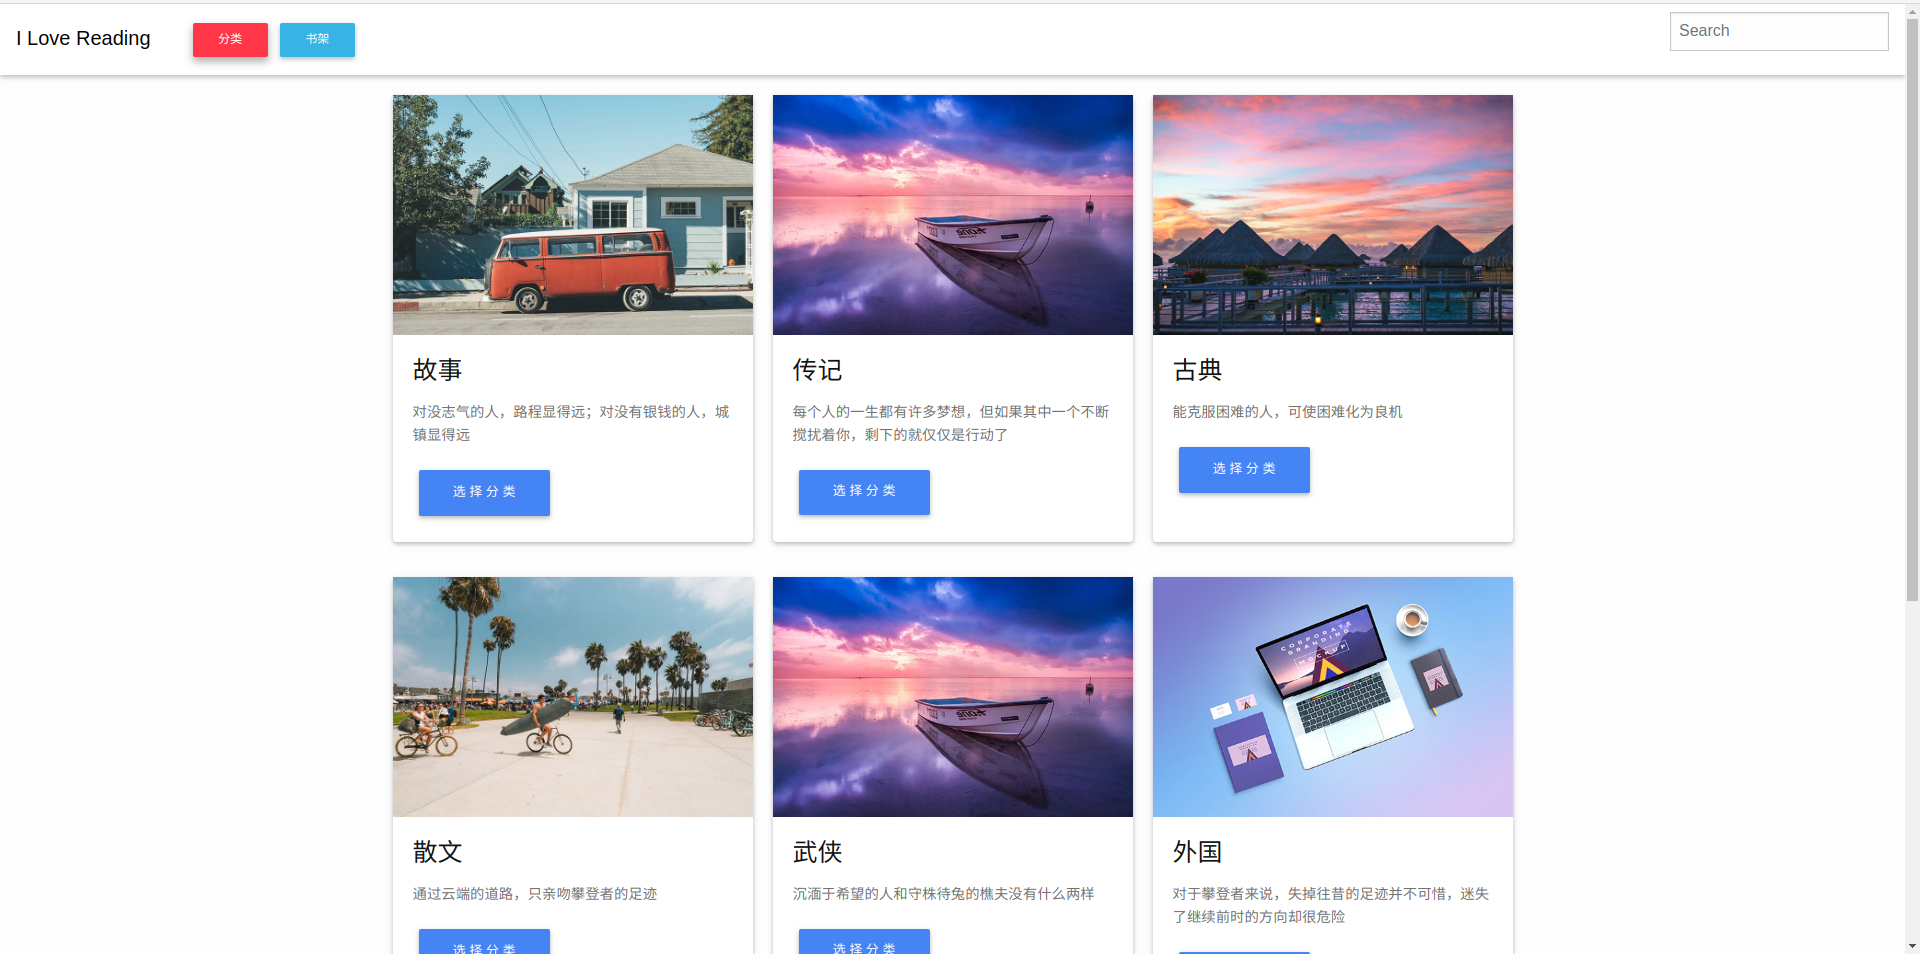 I Love Reading
分类
书架
Search
故事
对没志气的人，路程显得远；对没有银钱的人，城
镇显得远
选择分类
传记
每个人的一生都有许多梦想，但如果其中一个不断
搅扰着你，剩下的就仅仅是行动了
选择分类
古典
能克服困难的人，可使困难化为良机
选择分类
CORPORATE
BRANDING
MOCKUP
散文
通过云端的道路，只亲吻攀登者的足迹
选择分类
武侠
沉湎于希望的人和守株待兔的樵夫没有什么两样
选择分类
外国
对于攀登者来说，失掉往昔的足迹并不可惜，迷失
了继续前时的方向却很危险